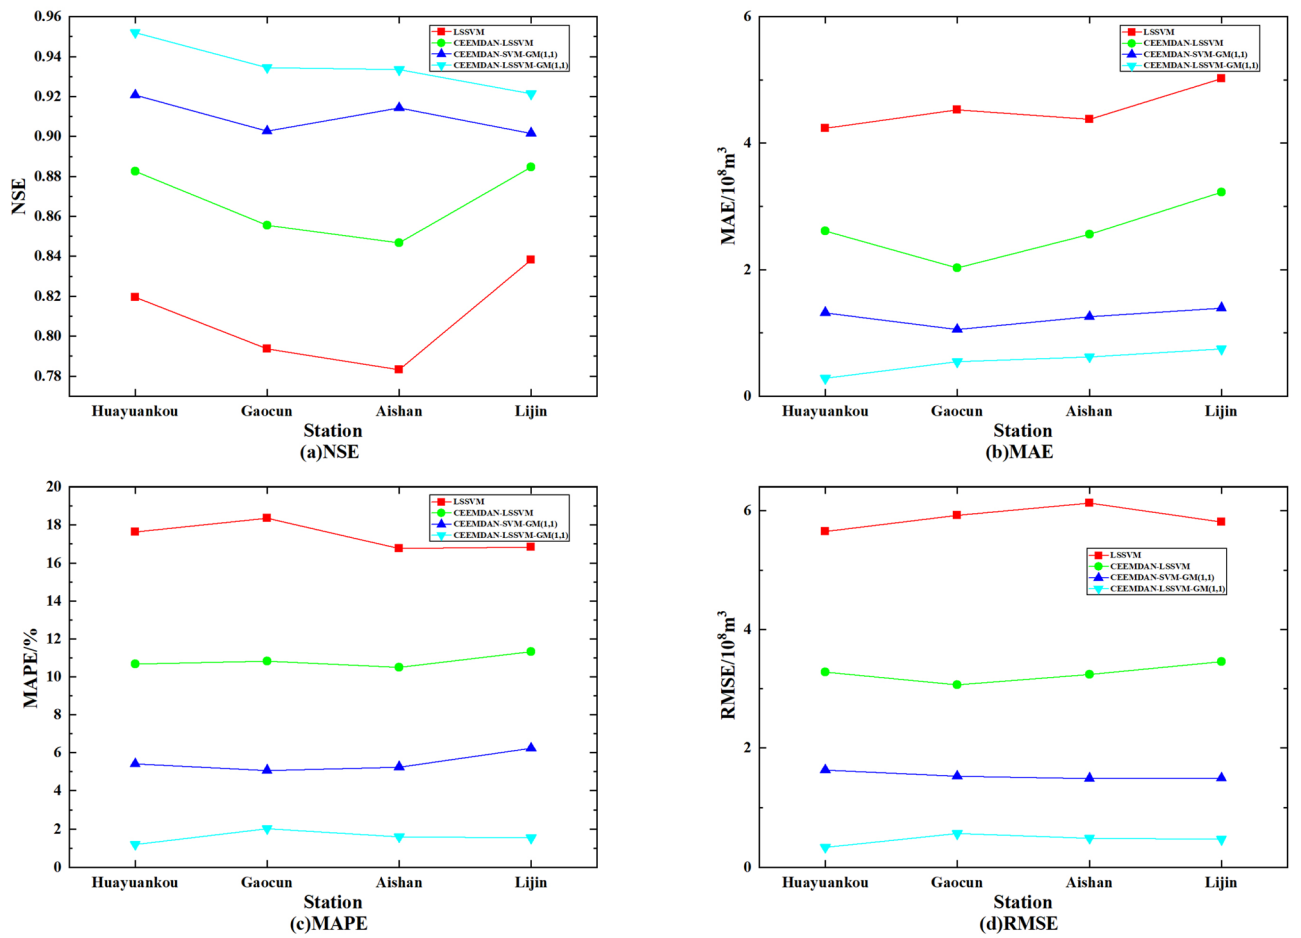 0.96
0.94
0.92
0.90
0.88
0.86
0.84
0.82
0.80
0.78
NSE
LSSVM
CEEMDAN-LSSVM
CEEMDAN-SVM-GM(1,1)
CEEMDAN-LSSVM-GM(1,1)
Huayuankou Gaocun Aishan Lijin
Station
(a)NSE
6
4
2
0
MAE/10⁸m³
LSSVM
CEEMDAN-LSSVM
CEEMDAN-SVM-GM(1,1)
CEEMDAN-LSSVM-GM(1,1)
Huayuankou Gaocun Aishan Lijin
Station
(b)MAE
20
18
16
14
12
10
8
6
4
2
0
MAPE/%
LSSVM
CEEMDAN-LSSVM
CEEMDAN-SVM-GM(1,1)
CEEMDAN-LSSVM-GM(1,1)
Huayuankou Gaocun Aishan Lijin
Station
(c)MAPE
6
4
2
0
RMSE/10⁸m³
LSSVM
CEEMDAN-LSSVM
CEEMDAN-SVM-GM(1,1)
CEEMDAN-LSSVM-GM(1,1)
Huayuankou Gaocun Aishan Lijin
Station
(d)RMSE